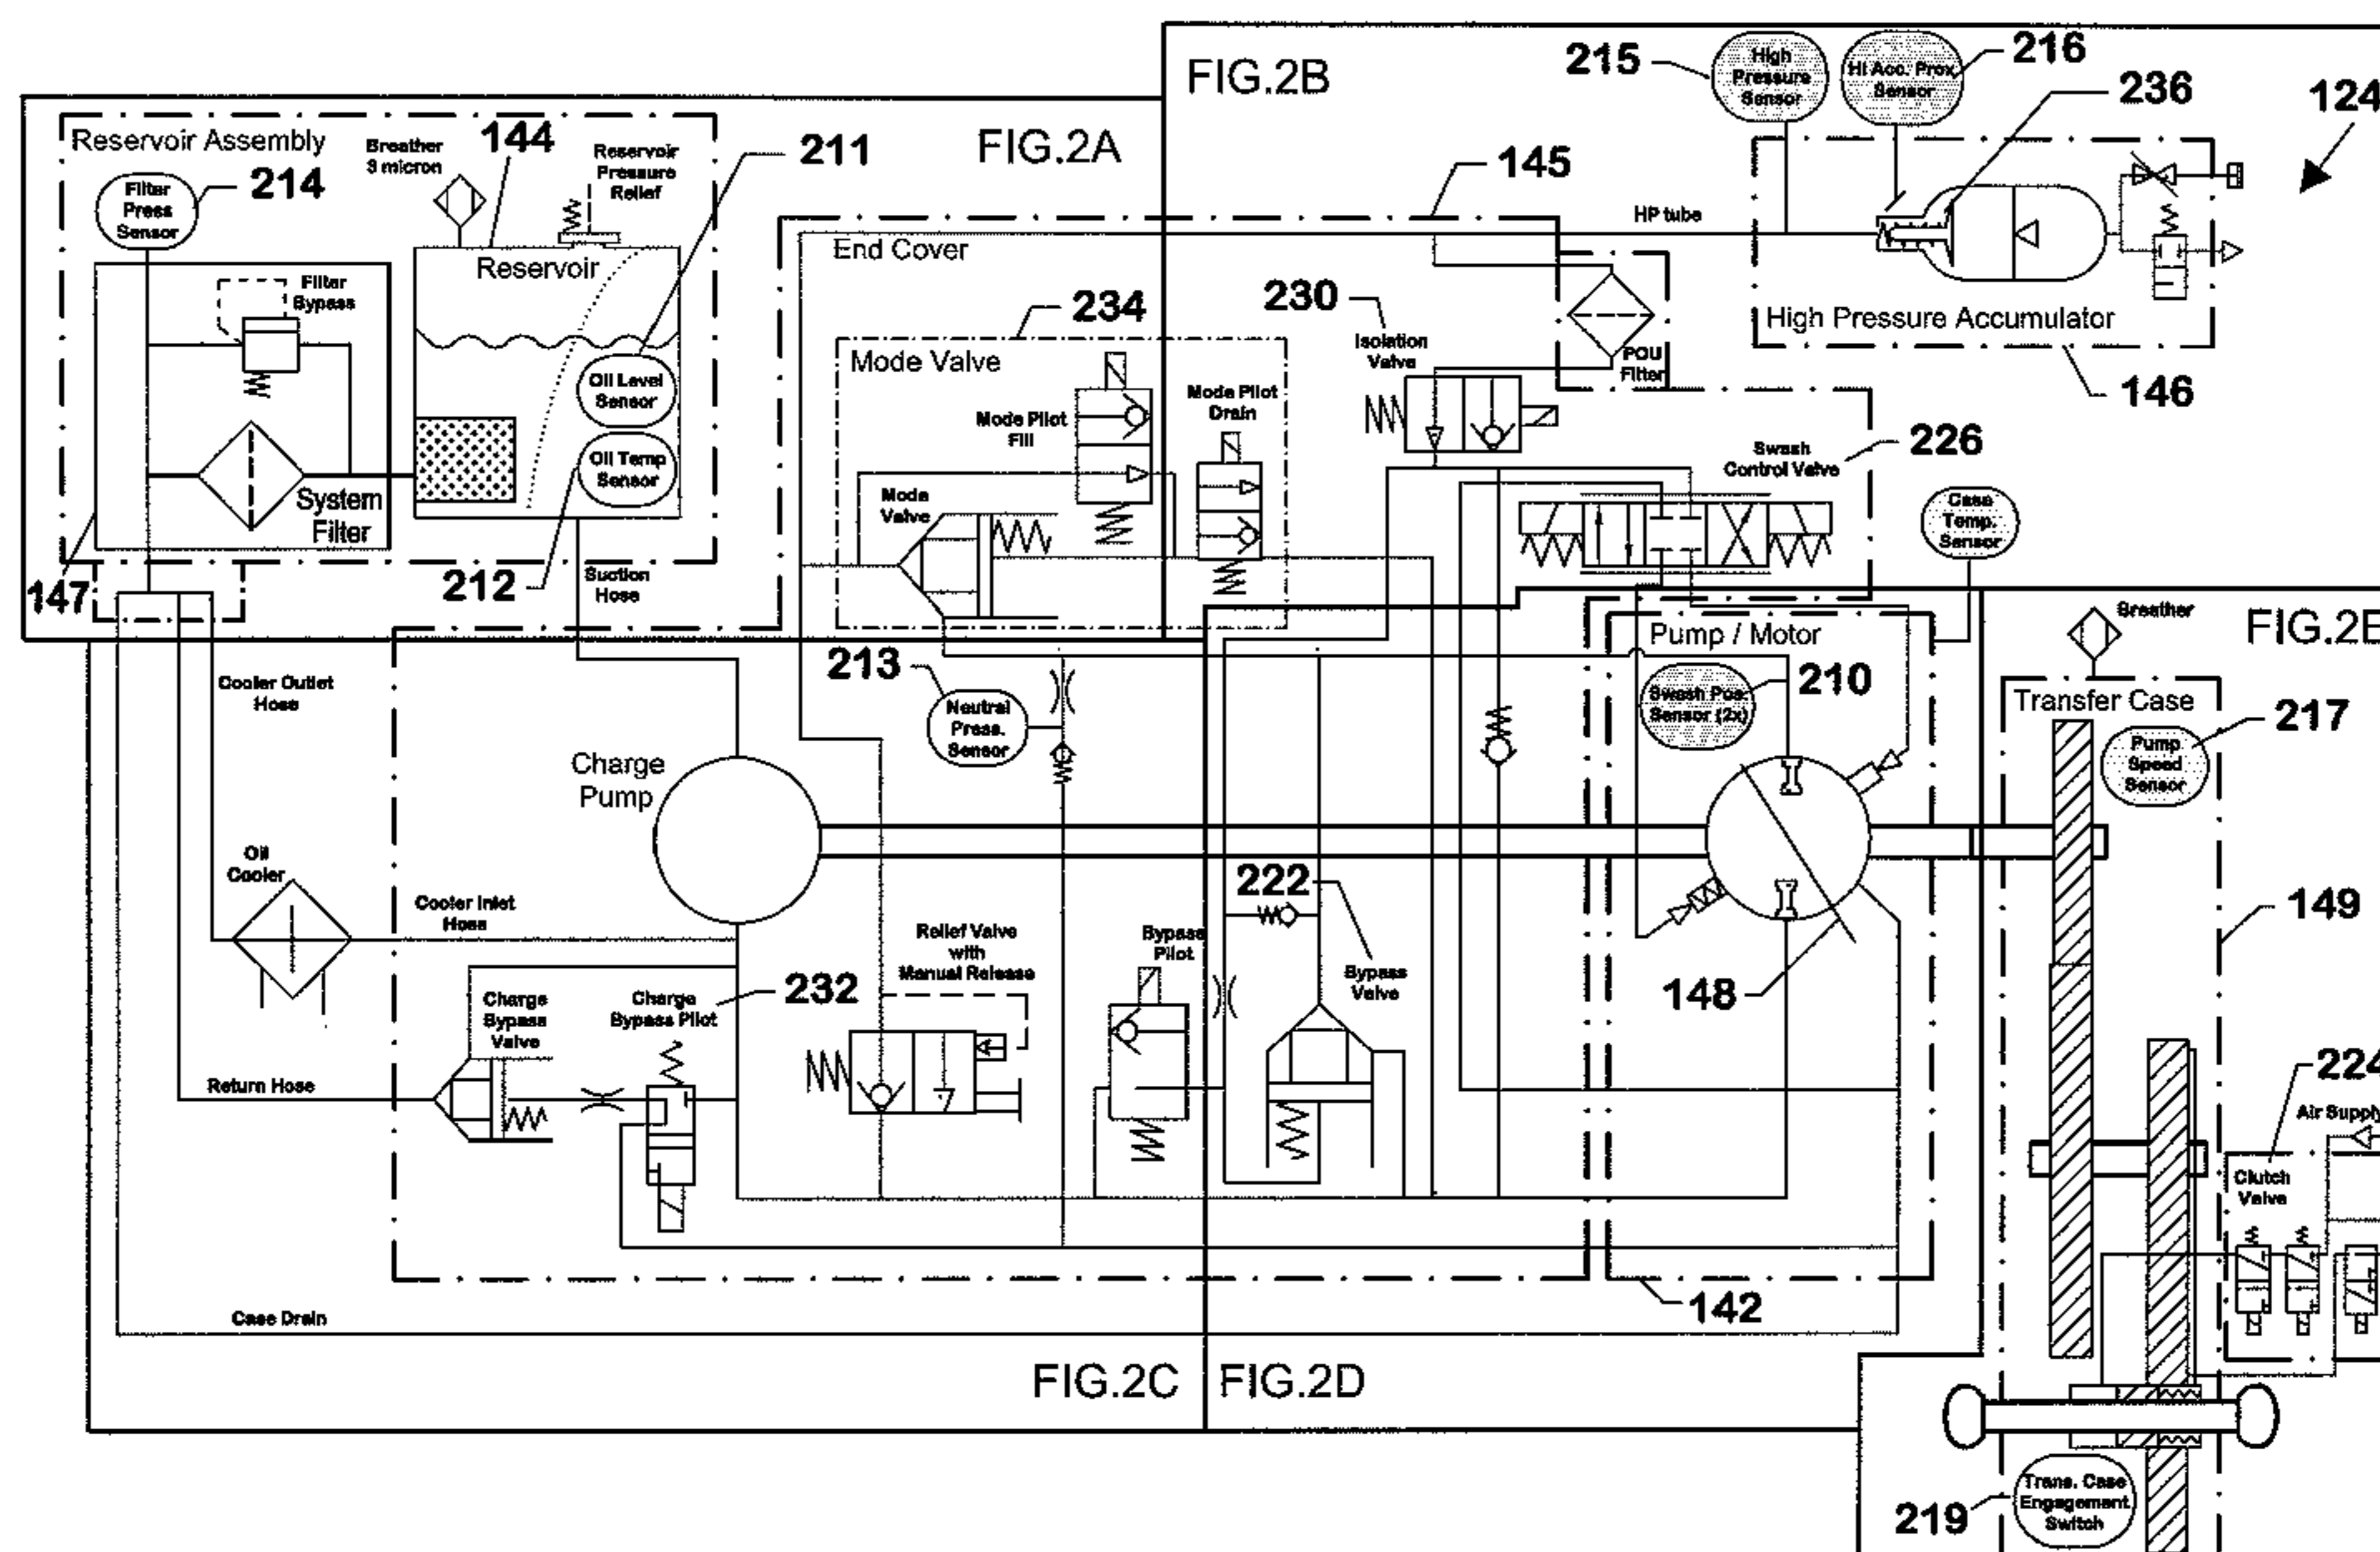 FIG.2B
215
High
Pressure
Sensor
Hi Acc. Prox.
Sensor
216
236
124
Reservoir Assembly
Breather
3 micron
144
Reservoir
Pressure
Relief
211
FIG.2A
145
HP tube
Filter
Press
Sensor
214
Reservoir
End Cover
Filter
Bypass
234
230
Isolation
Valve
POU
Filter
High Pressure Accumulator
146
Mode Valve
Oil Level
Sensor
Mode Pilot
Fill
Mode Pilot
Drain
Swash
Control Valve
226
Oil Temp
Sensor
System
Filter
Mode
Valve
Case
Temp.
Sensor
147
212
Suction
Hose
Breather
FIG.2E
Pump / Motor
213
Neutral
Press.
Sensor
Swash Pos.
Sensor (2x)
210
Transfer Case
217
Pump
Speed
Sensor
Cooler Outlet
Hose
Charge
Pump
Oil
Cooler
Cooler Inlet
Hose
222
149
Relief Valve
with
Manual Release
Bypass
Pilot
Bypass
Valve
148
Charge
Bypass
Valve
Charge
Bypass Pilot
232
Return Hose
224
Air Supply
Clutch
Valve
142
Case Drain
FIG.2C
FIG.2D
Trans. Case
Engagement
Switch
219